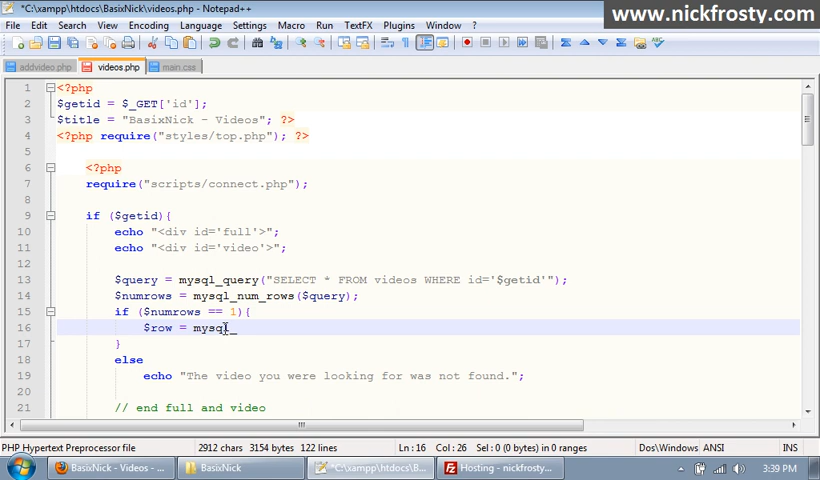 *C:\xampp\htdocs\BasixNick\videos.php - Notepad++
www.nickfrosty.com
File Edit Search View Encoding Language Settings Macro Run TextFX Plugins Window ?
addvideo.php videos.php main.css
1 <?php
2 $getid = $_GET['id'];
3 $title = "BasixNick - Videos"; ?>
4 <?php require("styles/top.php"); ?>
5
6 <?php
7 require("scripts/connect.php");
8
9 if ($getid){
10 echo "<div id='full'>";
11 echo "<div id='video'>";
12
13 $query = mysql_query("SELECT * FROM videos WHERE id='$getid'");
14 $numrows = mysql_num_rows($query);
15 if ($numrows == 1){
16 $row = mysql_
17 }
18 else
19 echo "The video you were looking for was not found.";
20
21 // end full and video
PHP Hypertext Preprocessor file 2912 chars 3154 bytes 122 lines Ln : 16 Col : 26 Sel : 0 (0 bytes) in 0 ranges Dos\Windows ANSI INS
BasixNick - Videos - ... BasixNick *C:\xampp\htdocs\B... Hosting - nickfrosty... 3:39 PM